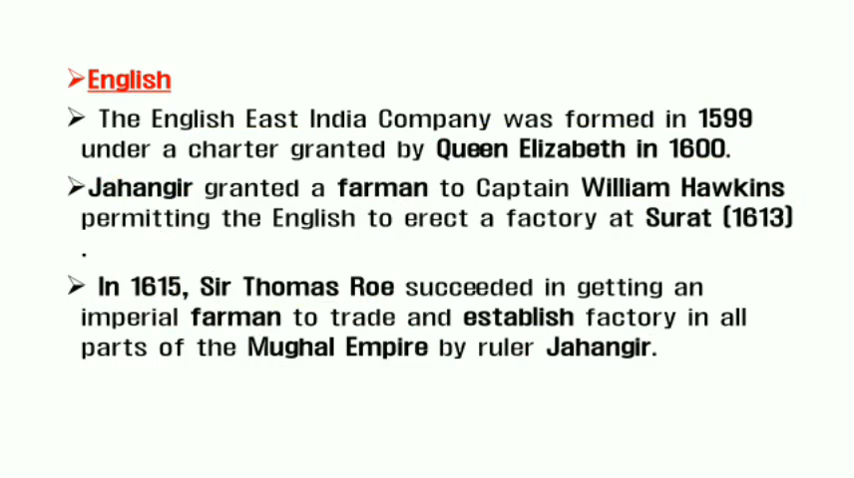 ➢English
➢ The English East India Company was formed in 1599
under a charter granted by Queen Elizabeth in 1600.
➢Jahangir granted a farman to Captain William Hawkins
permitting the English to erect a factory at Surat (1613)
.
➢ In 1615, Sir Thomas Roe succeeded in getting an
imperial farman to trade and establish factory in all
parts of the Mughal Empire by ruler Jahangir.